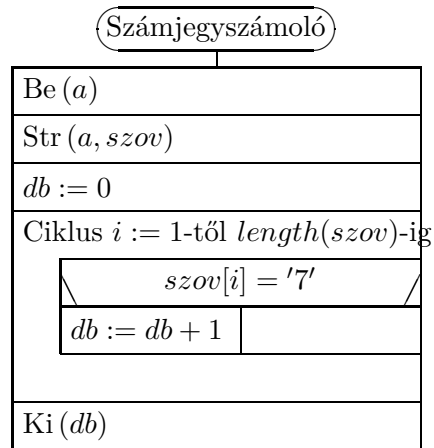 Számjegyszámoló
Be (a)
Str (a, szov)
db := 0
Ciklus i := 1-től length(szov)-ig
szov[i] = '7'
db := db + 1
Ki (db)